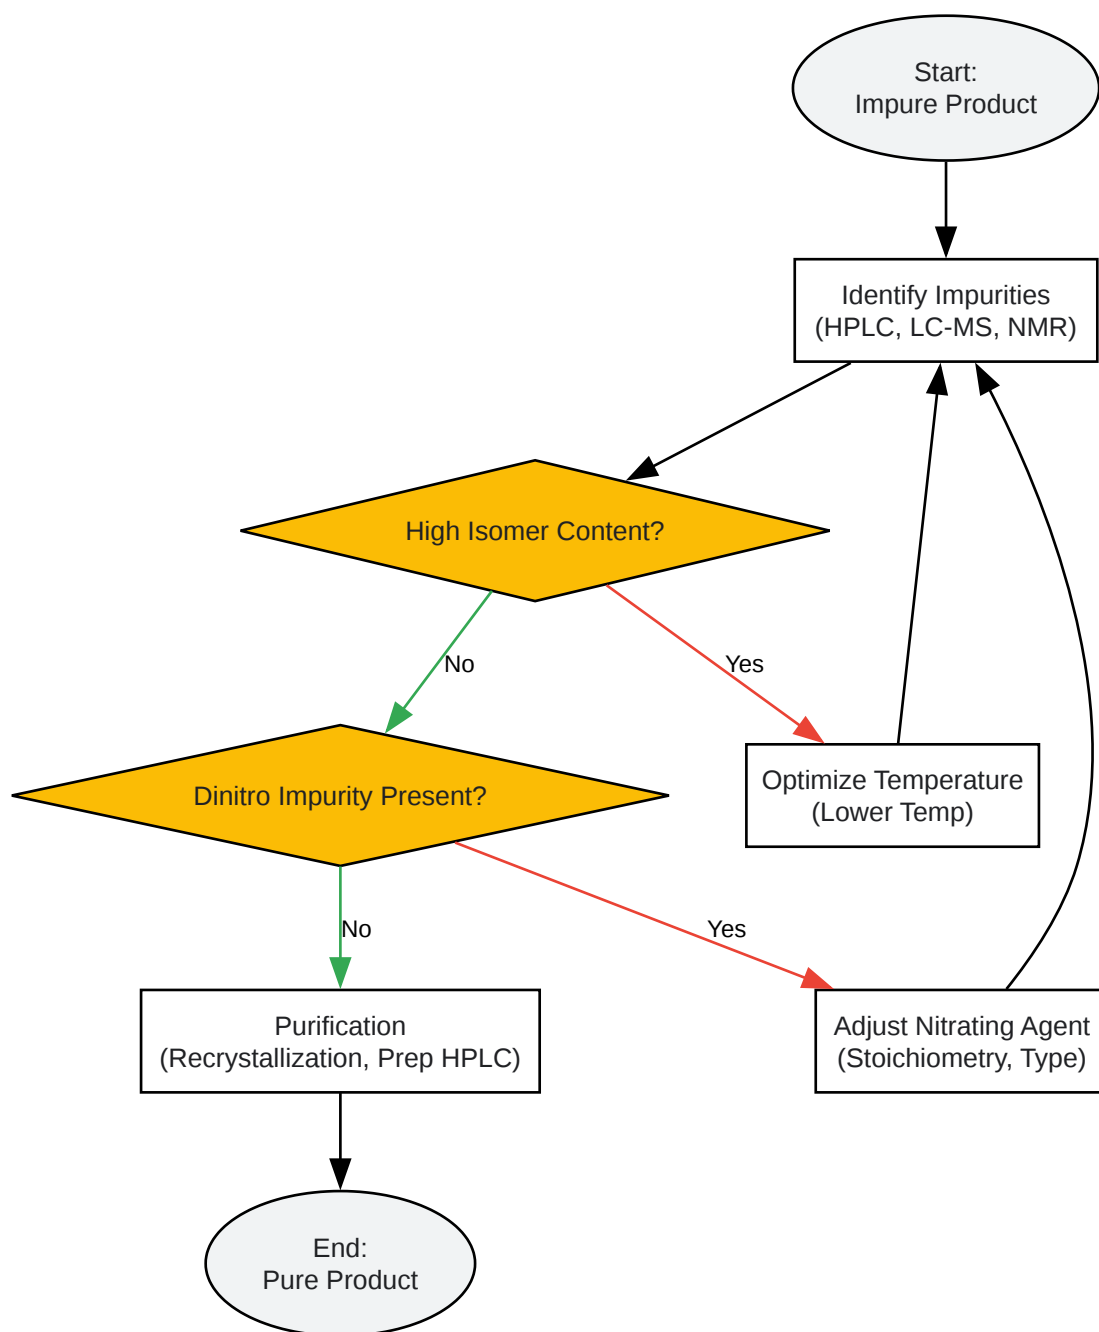 Start:
Impure Product
Identify Impurities
(HPLC, LC-MS, NMR)
High Isomer Content?
No
Yes
Optimize Temperature
(Lower Temp)
Dinitro Impurity Present?
No
Yes
Purification
(Recrystallization, Prep HPLC)
Adjust Nitrating Agent
(Stoichiometry, Type)
End:
Pure Product